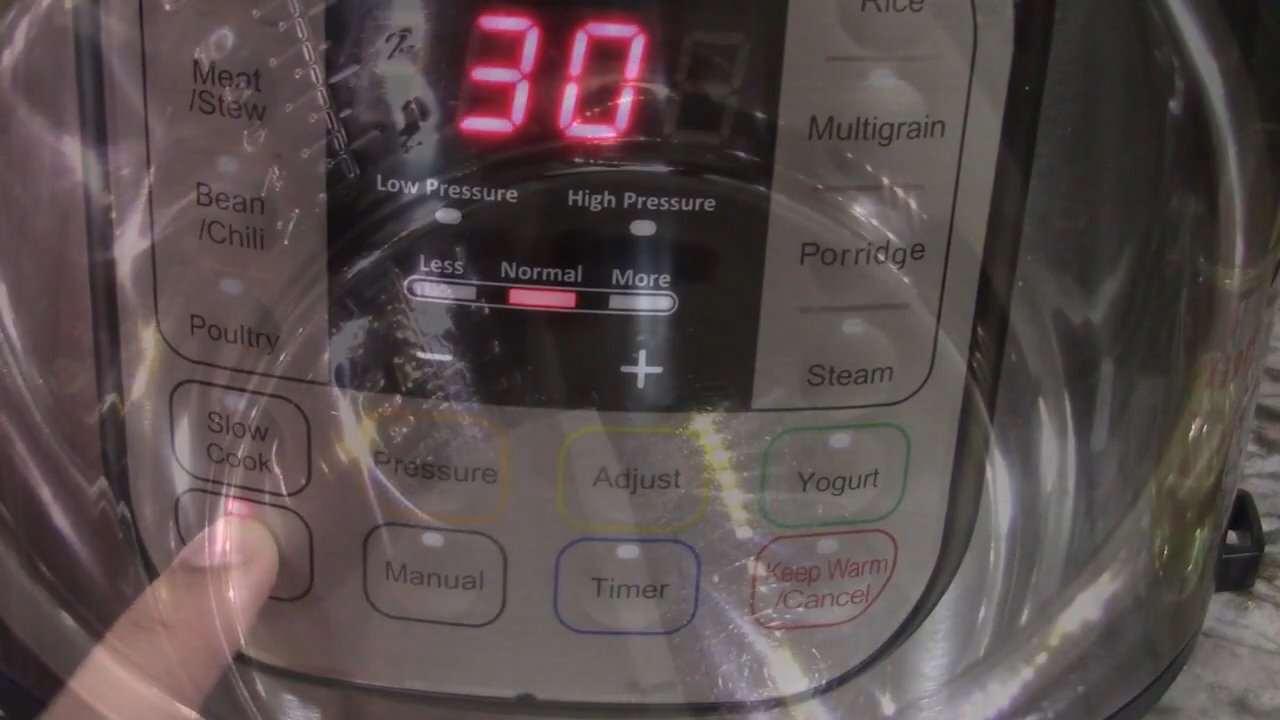 30
Rice
Meat
/Stew
Multigrain
Low Pressure
High Pressure
Bean
/Chili
Porridge
Less
Normal
More
Poultry
- +
Steam
Slow
Cook
Pressure
Adjust
Yogurt
Manual
Timer
Keep Warm
/Cancel